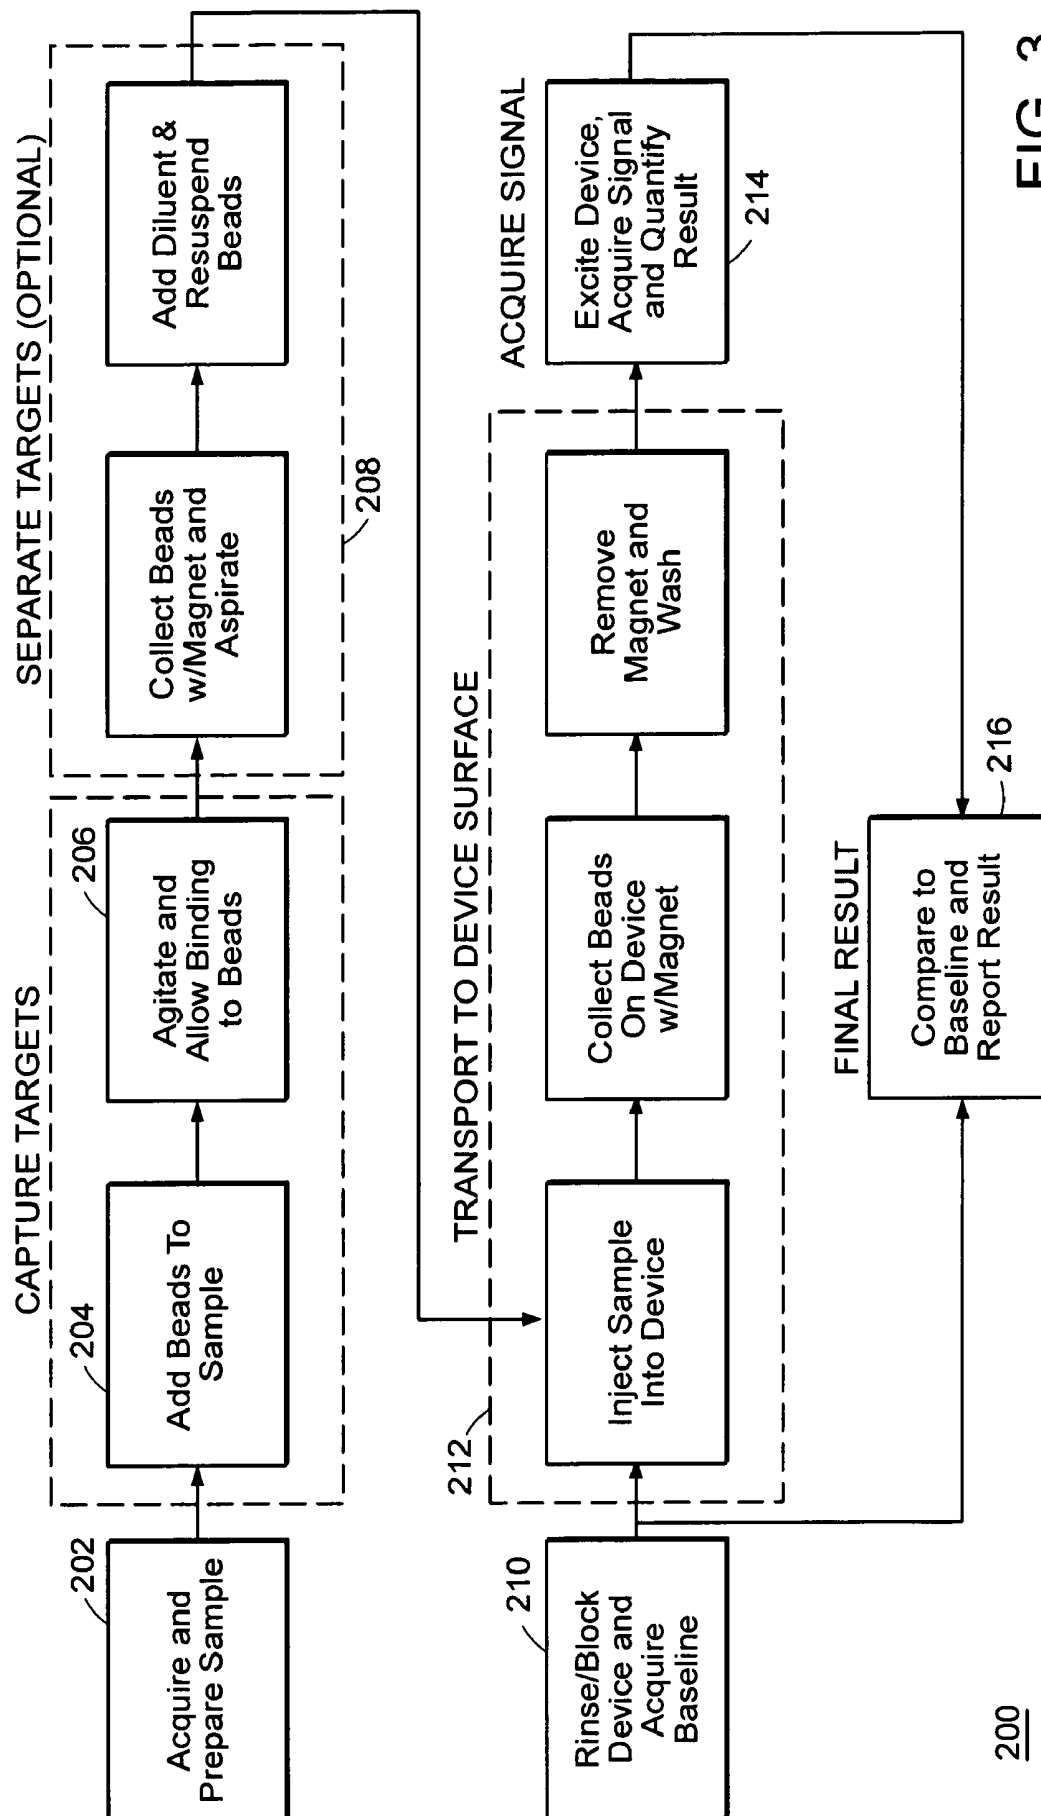 CAPTURE TARGETS
SEPARATE TARGETS (OPTIONAL)
202
Acquire and
Prepare Sample
204
Add Beads To
Sample
206
Agitate and
Allow Binding
to Beads
Collect Beads
w/Magnet and
Aspirate
Add Diluent &
Resuspend
Beads
208
TRANSPORT TO DEVICE SURFACE
ACQUIRE SIGNAL
210
Rinse/Block
Device and
Acquire
Baseline
212
Inject Sample
Into Device
Collect Beads
On Device
w/Magnet
Remove
Magnet and
Wash
Excite Device,
Acquire Signal
and Quantify
Result
214
FINAL RESULT
Compare to
Baseline and
Report Result
216
200
FIG. 3